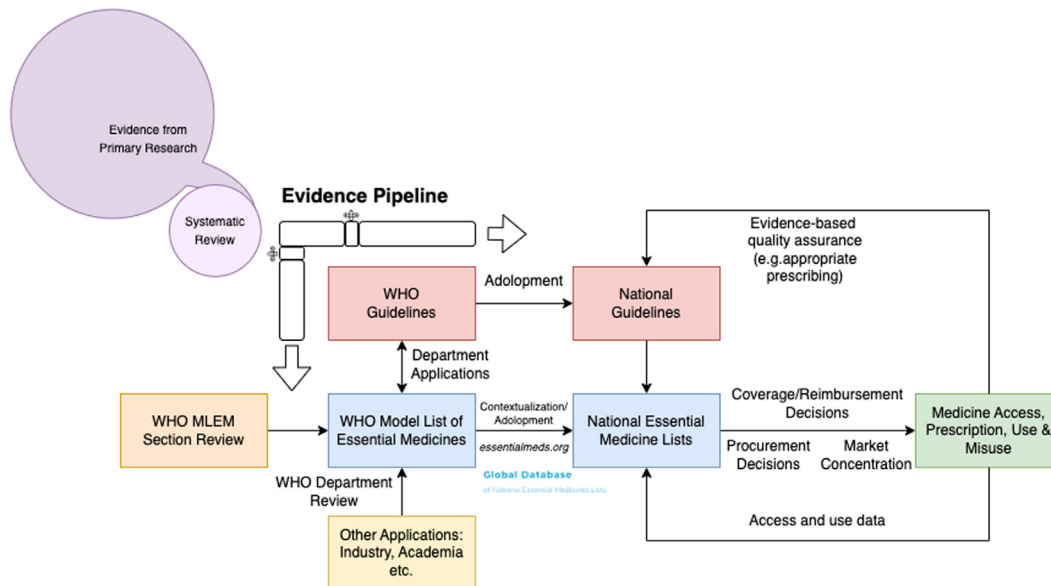 Evidence from
Primary Research
Systematic
Review
Evidence Pipeline
Evidence-based
quality assurance
(e.g.appropriate
prescribing)
WHO
Guidelines
Adolopment
National
Guidelines
Department
Applications
WHO MLEM
Section Review
WHO Model List of
Essential Medicines
Contextualization/
Adolopment
essentialmeds.org
Global Database
of National Essential Medicines Lists
National Essential
Medicine Lists
Coverage/Reimbursement
Decisions
Procurement
Decisions
Market
Concentration
Medicine Access,
Prescription, Use &
Misuse
WHO Department
Review
Other Applications:
Industry, Academia
etc.
Access and use data